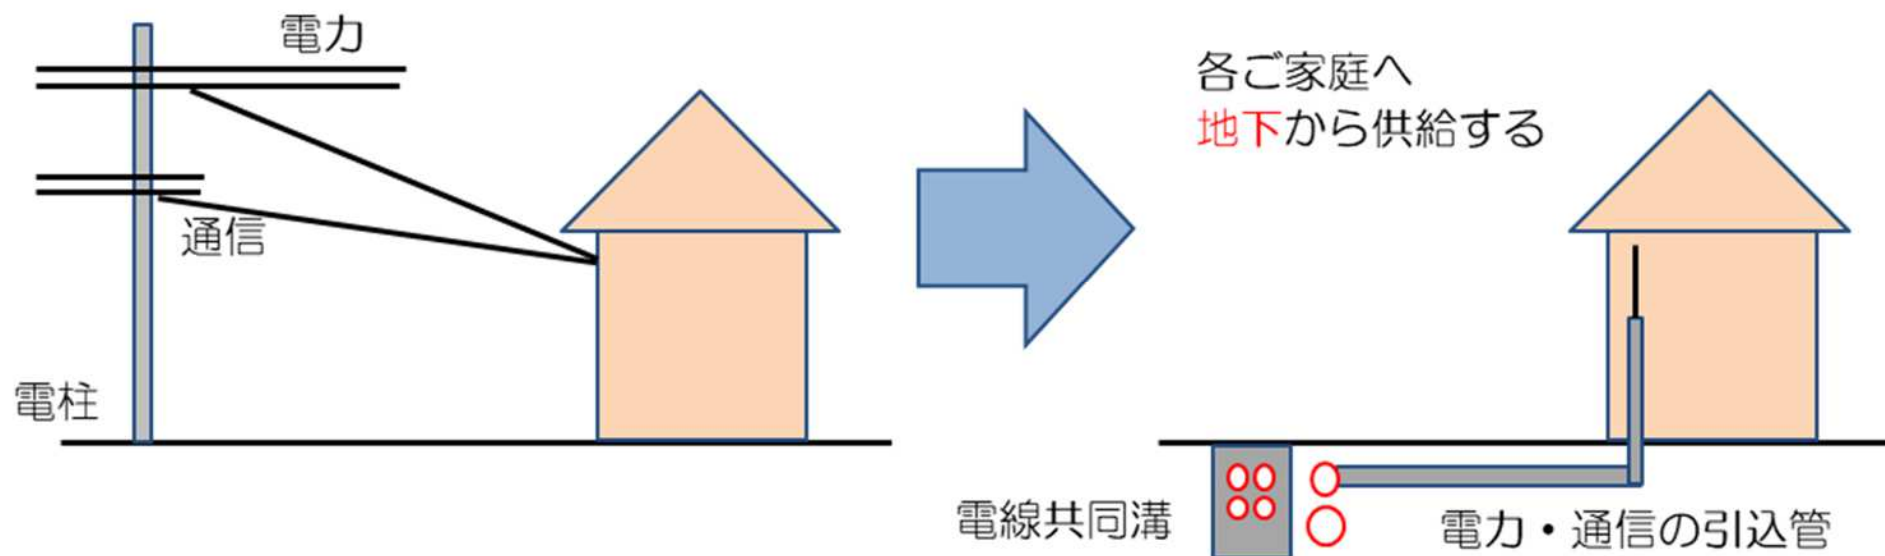 電力
通信
電柱
各ご家庭へ
地下から供給する
電線共同溝
電力・通信の引込管